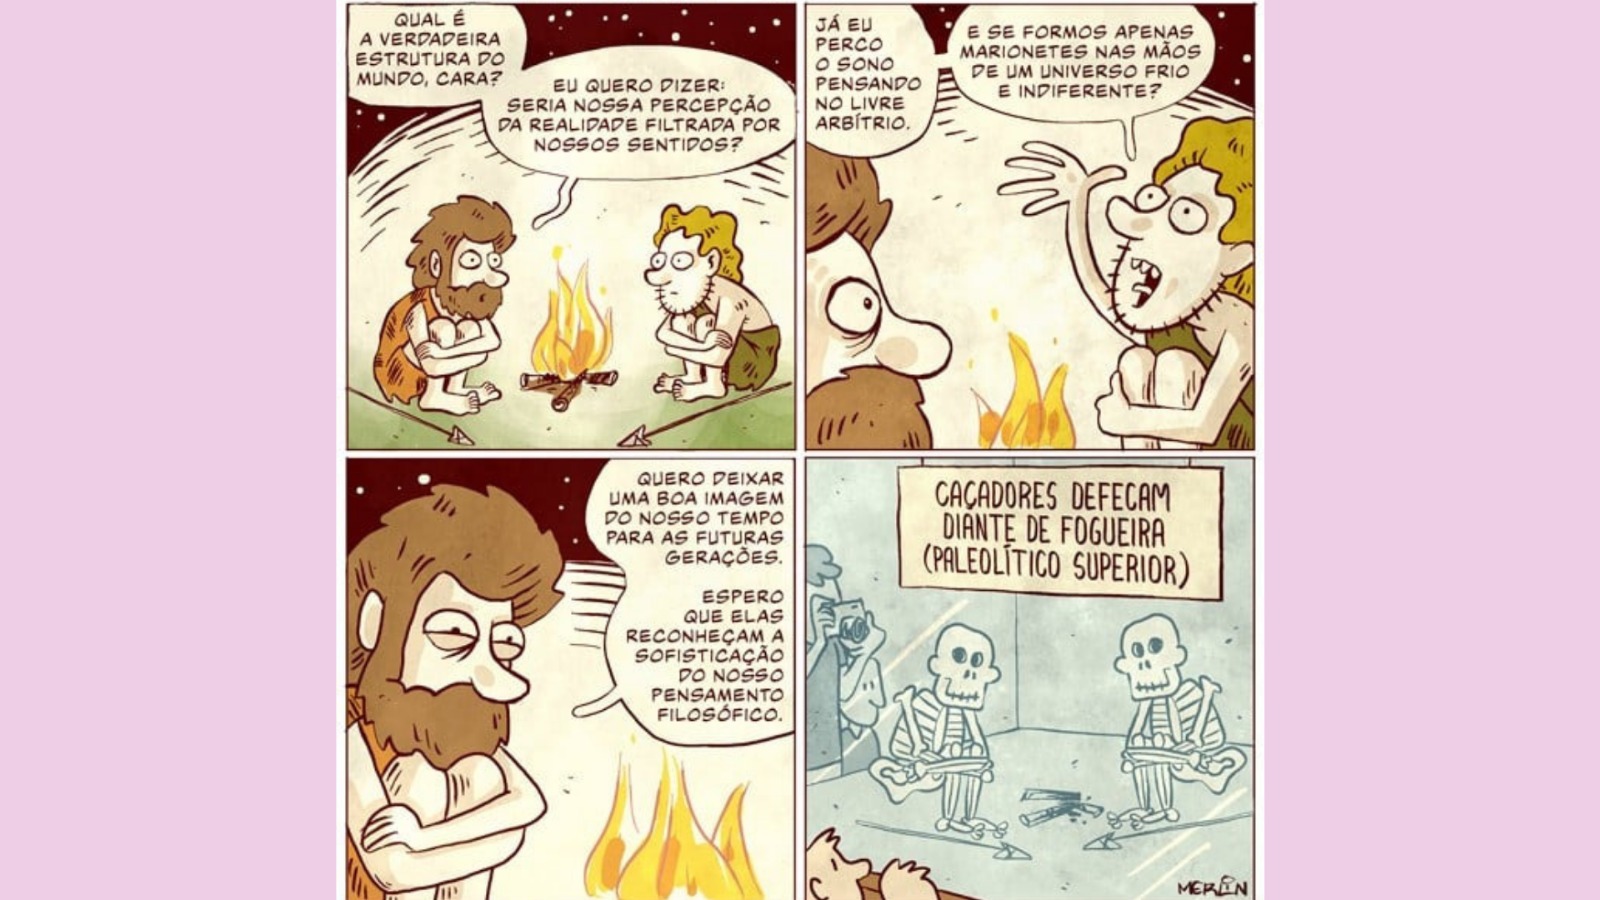 QUAL É
A VERDADEIRA
ESTRUTURA DO
MUNDO, CARA?
EU QUERO DIZER:
SERIA NOSSA PERCEPÇÃO
DA REALIDADE FILTRADA POR
NOSSOS SENTIDOS?
JÁ EU
PERCO
O SONO
PENSANDO
NO LIVRE
ARBÍTRIO.
E SE FORMOS APENAS
MARIONETES NAS MÃOS
DE UM UNIVERSO FRIO
E INDIFERENTE?
QUERO DEIXAR
UMA BOA IMAGEM
DO NOSSO TEMPO
PARA AS FUTURAS
GERAÇÕES.
ESPERO
QUE ELAS
RECONHEÇAM A
SOFISTICAÇÃO
DO NOSSO
PENSAMENTO
FILOSÓFICO.
CAÇADORES DEFECAM
DIANTE DE FOGUEIRA
(PALEOLÍTICO SUPERIOR)
MERLIN